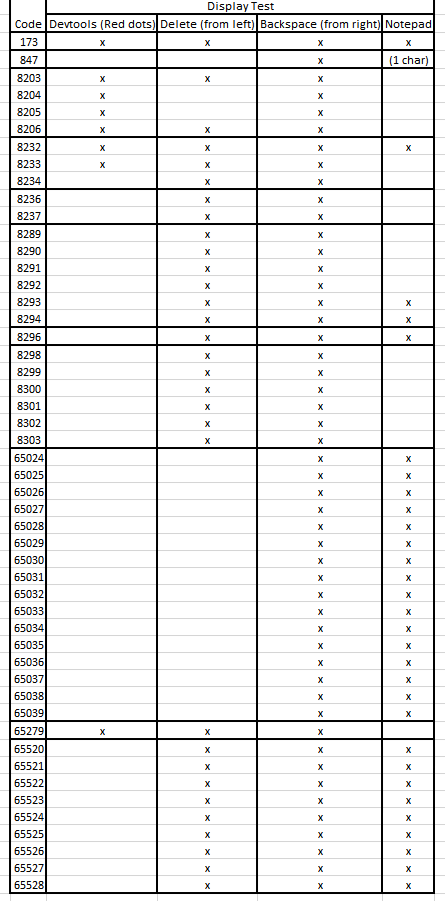 Display Test
Code Devtools (Red dots) Delete (from left) Backspace (from right) Notepad
173 x x x x
847 x (1 char)
8203 x x x
8204 x x
8205 x x
8206 x x x
8232 x x x x
8233 x x x
8234 x x
8236 x x
8237 x x
8289 x x
8290 x x
8291 x x
8292 x x
8293 x x x
8294 x x x
8296 x x x
8298 x x
8299 x x
8300 x x
8301 x x
8302 x x
8303 x x
65024 x x
65025 x x
65026 x x
65027 x x
65028 x x
65029 x x
65030 x x
65031 x x
65032 x x
65033 x x
65034 x x
65035 x x
65036 x x
65037 x x
65038 x x
65039 x x
65279 x x x
65520 x x x
65521 x x x
65522 x x x
65523 x x x
65524 x x x
65525 x x x
65526 x x x
65527 x x x
65528 x x x